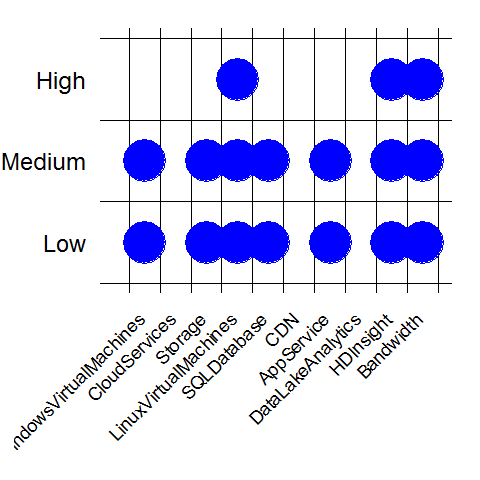 High
Medium
Low
ndowsVirtualMachines
CloudServices
Storage
LinuxVirtualMachines
SQLDatabase
CDN
AppService
DataLakeAnalytics
HDInsight
Bandwidth